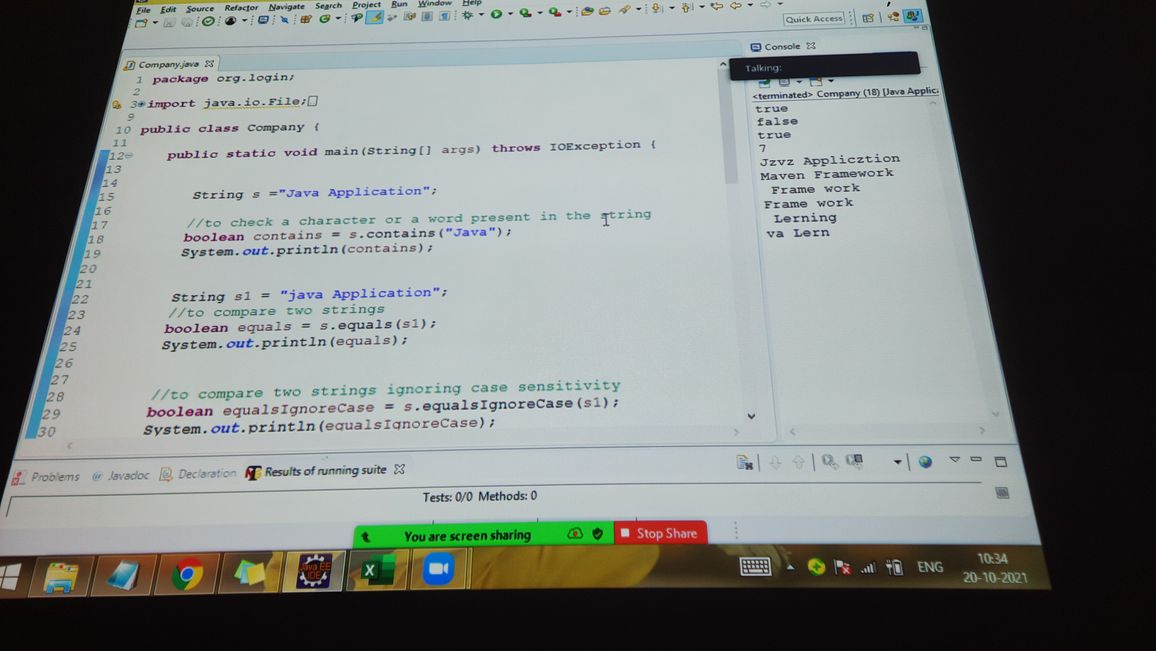 File Edit Source Refactor Navigate Search Project Run Window Help
Quick Access
Company.java
1 package org.login;
2
3 import java.io.File;
9
10 public class Company {
11
12 public static void main(String[] args) throws IOException {
13
14
15 String s ="Java Application";
16
17 //to check a character or a word present in the string
18 boolean contains = s.contains("Java");
19 System.out.println(contains);
20
21
22 String s1 = "java Application";
23 //to compare two strings
24 boolean equals = s.equals(s1);
25 System.out.println(equals);
26
27
28 //to compare two strings ignoring case sensitivity
29 boolean equalsIgnoreCase = s.equalsIgnoreCase(s1);
30 System.out.println(equalsIgnoreCase);
Console
Talking:
<terminated> Company (18) [Java Applic
true
false
true
7
Jzvz Applicztion
Maven Framework
Frame work
Frame work
Lerning
va Lern
Problems @ Javadoc Declaration Results of running suite
Tests: 0/0 Methods: 0
You are screen sharing Stop Share
Java EE
IDE
ENG
10:34
20-10-2021